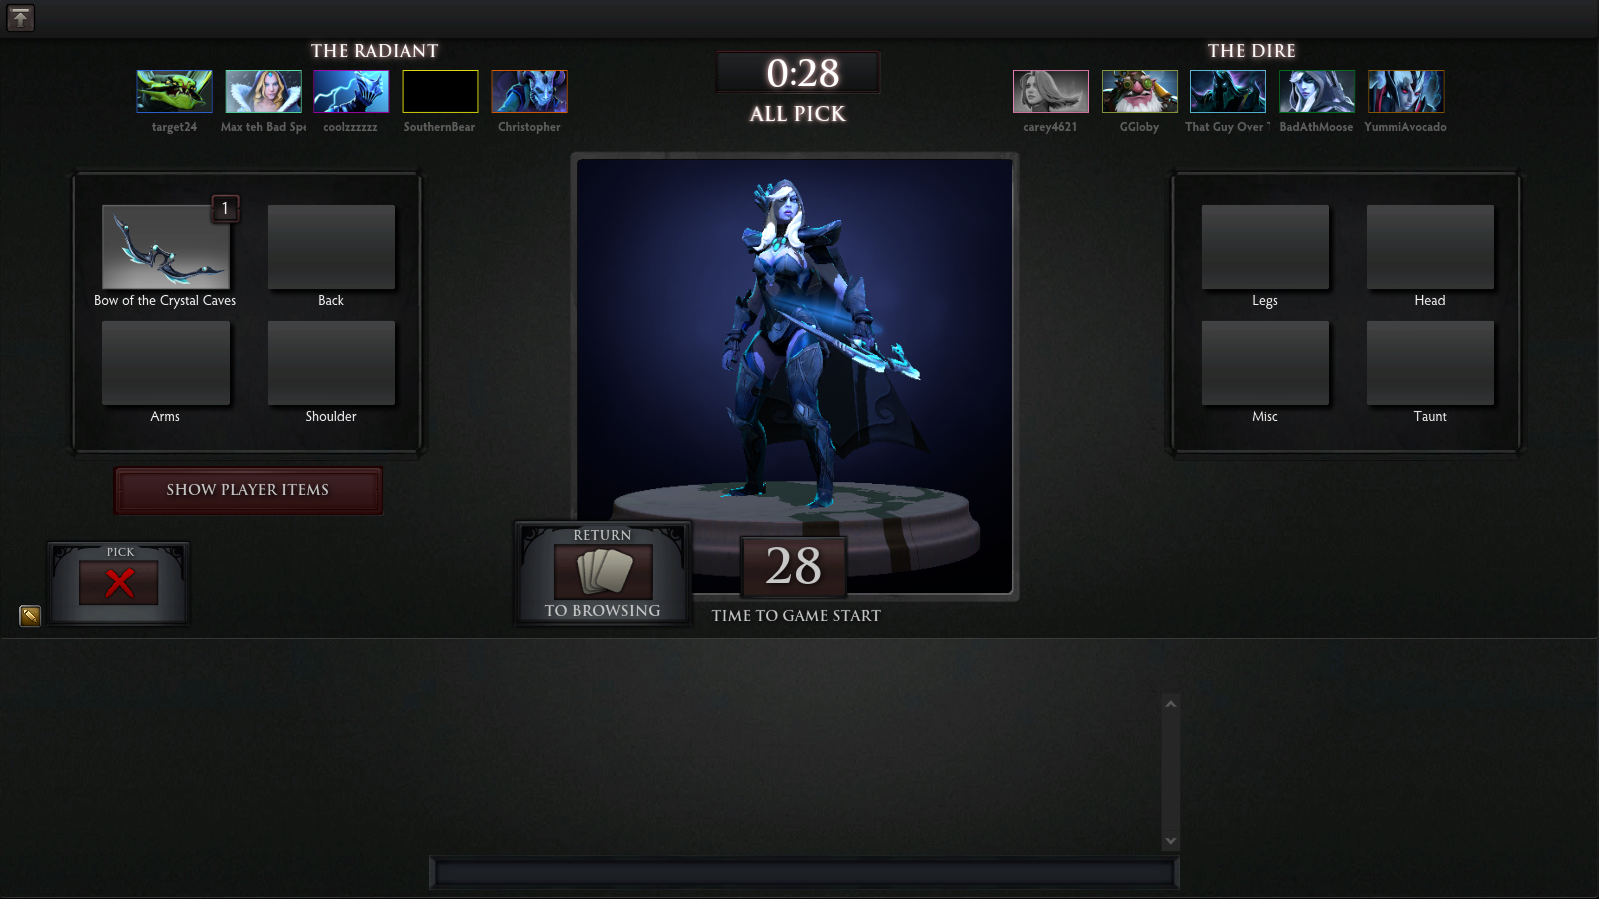 THE RADIANT
THE DIRE
0:28
ALL PICK
target24
Max teh Bad Spe
coolzzzzzz
SouthernBear
Christopher
carey4621
GGloby
That Guy Over
BadAthMoose
YummiAvocado
1
Bow of the Crystal Caves
Back
Arms
Shoulder
Legs
Head
Misc
Taunt
SHOW PLAYER ITEMS
PICK
RETURN
TO BROWSING
28
TIME TO GAME START